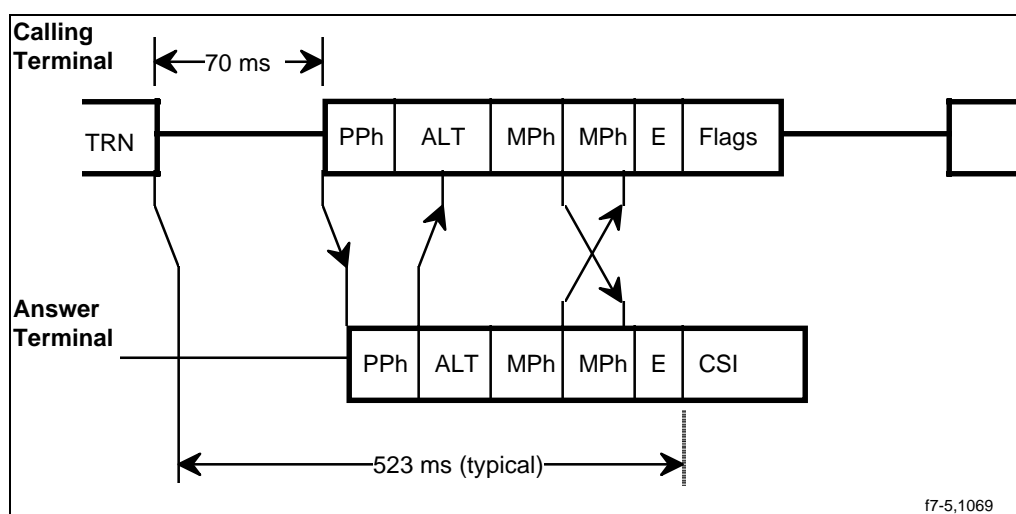 Calling
Terminal
70 ms
TRN
PPh ALT MPh MPh E Flags
Answer
Terminal
PPh ALT MPh MPh E CSI
523 ms (typical)
f7-5,1069